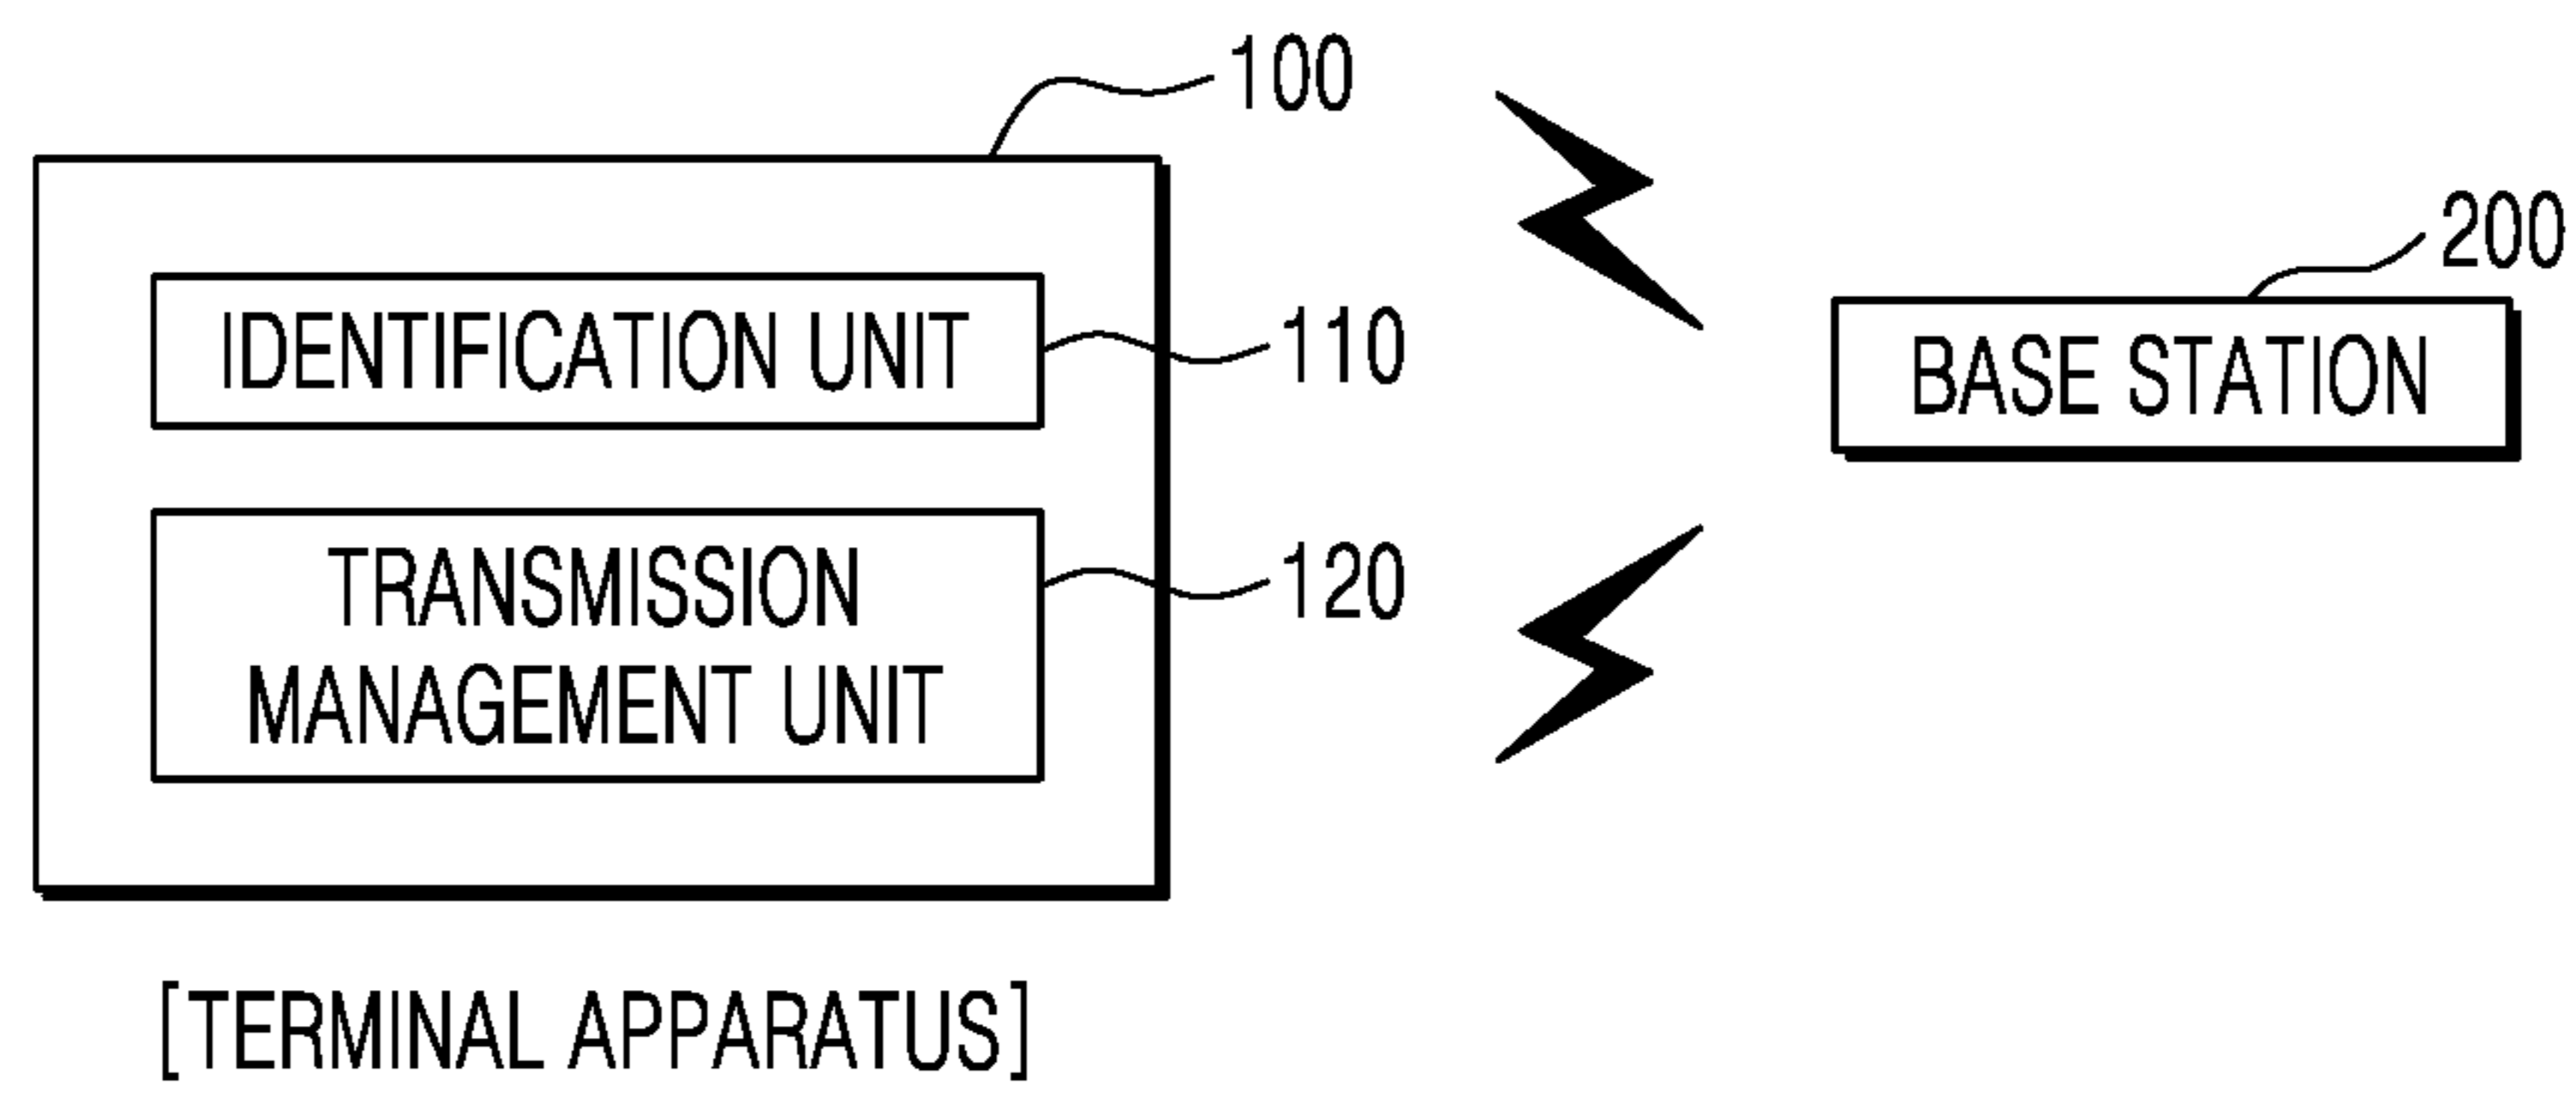 100
200
IDENTIFICATION UNIT
110
BASE STATION
TRANSMISSION
MANAGEMENT UNIT
120
[TERMINAL APPARATUS]